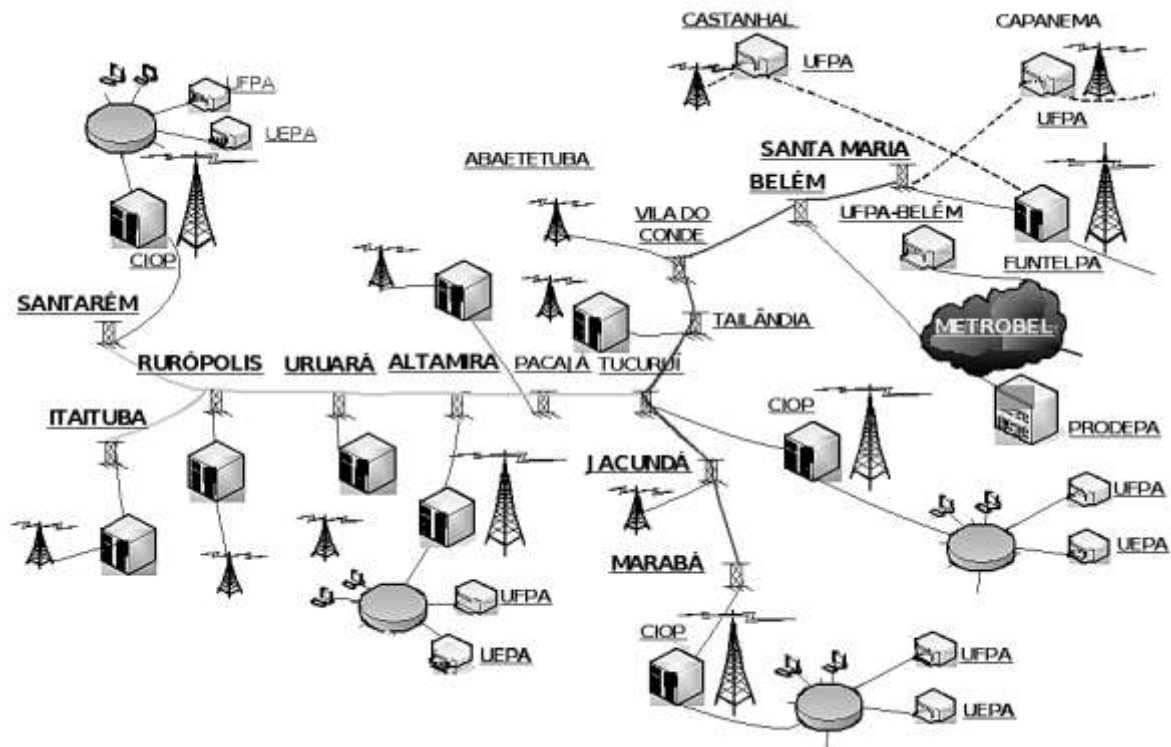 CASTANHAL
CAPANEMA
UFPA
UFPA
UFPA
UEPA
UFPA
SANTA MARIA
ABAETETUBA
BELÉM
VILA DO
CONDE
UFPA-BELÉM
CIOP
FUNTELPA
SANTARÉM
TAILÂNDIA
METROBEL
RURÓPOLIS
URUARÁ
ALTAMIRA
PACAJÁ
TUCURUÍ
ITAITUBA
CIOP
PRODEPA
JACUNDÁ
UFPA
UEPA
MARABÁ
UFPA
CIOP
UEPA
UFPA
UEPA